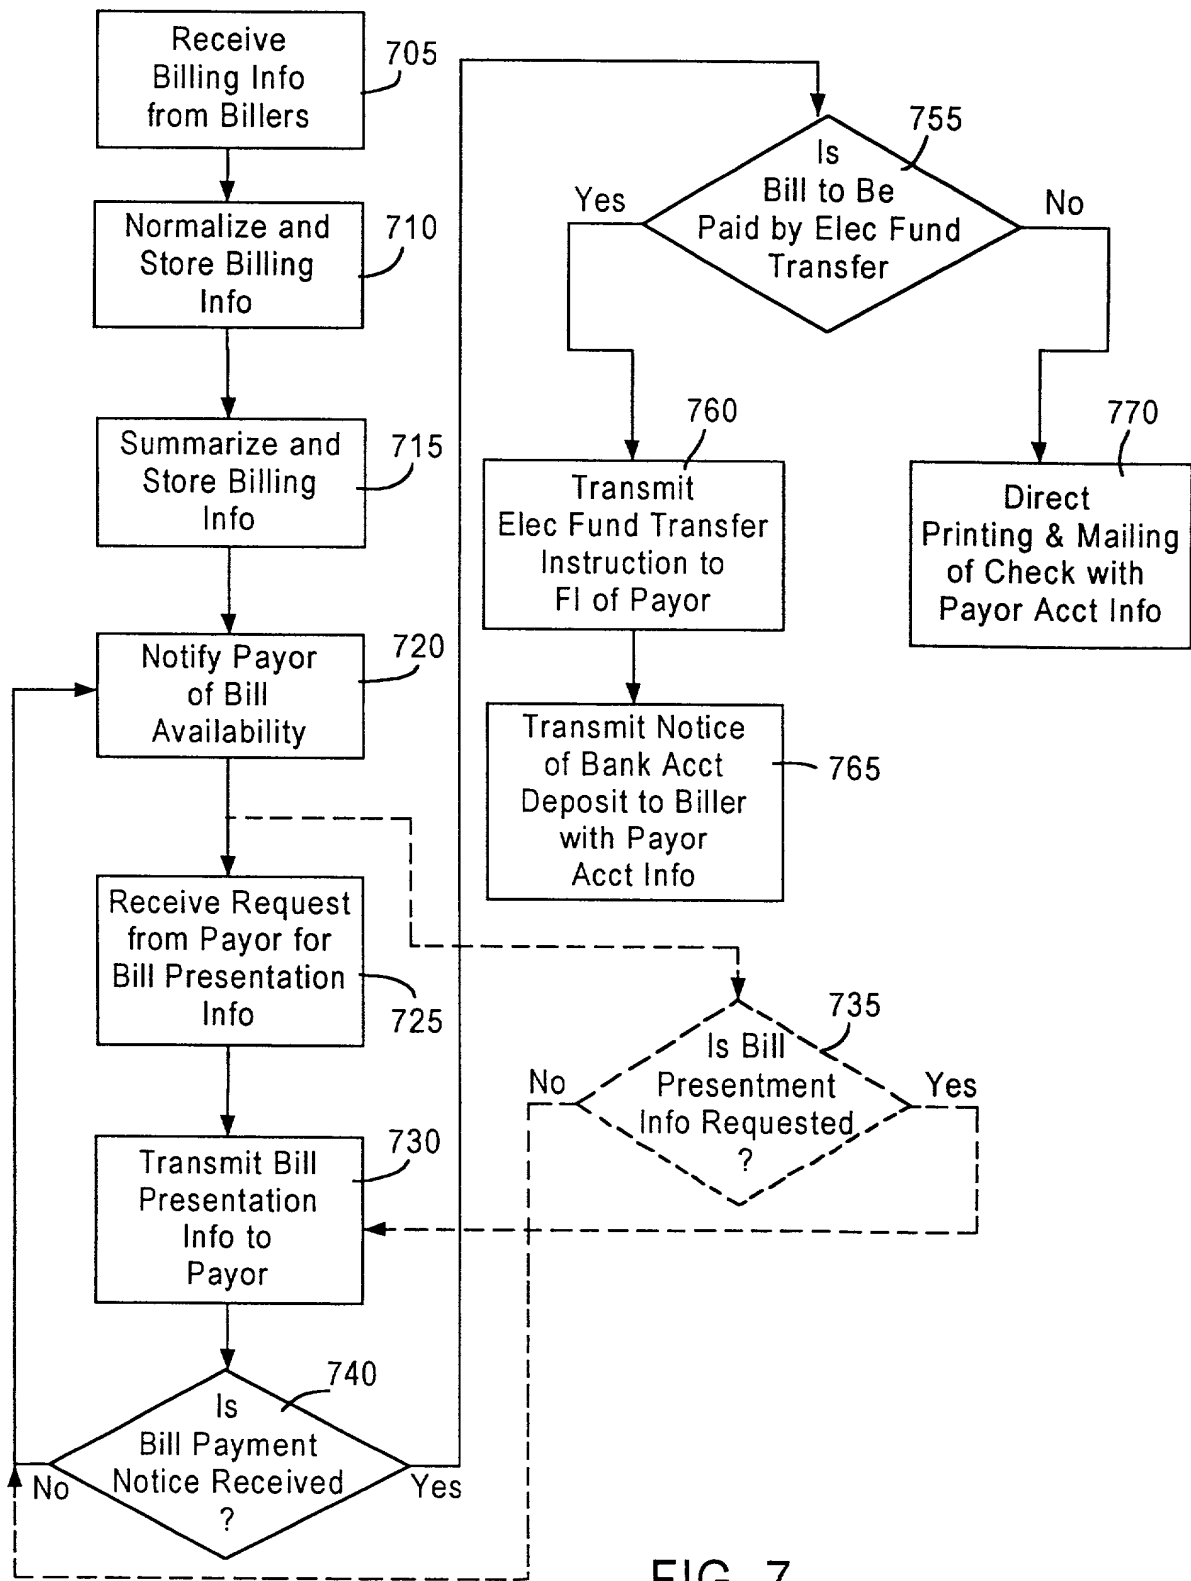 Receive
Billing Info
from Billers
705
Normalize and
Store Billing
Info
710
Summarize and
Store Billing
Info
715
Notify Payor
of Bill
Availability
720
Receive Request
from Payor for
Bill Presentation
Info
725
Transmit Bill
Presentation
Info to
Payor
730
Is
Bill Payment
Notice Received
?
740
No
Yes
Is
Bill to Be
Paid by Elec Fund
Transfer
755
Yes
No
Transmit
Elec Fund Transfer
Instruction to
FI of Payor
760
Direct
Printing & Mailing
of Check with
Payor Acct Info
770
Transmit Notice
of Bank Acct
Deposit to Biller
with Payor
Acct Info
765
Is Bill
Presentment
Info Requested
?
735
No
Yes
FIG. 7